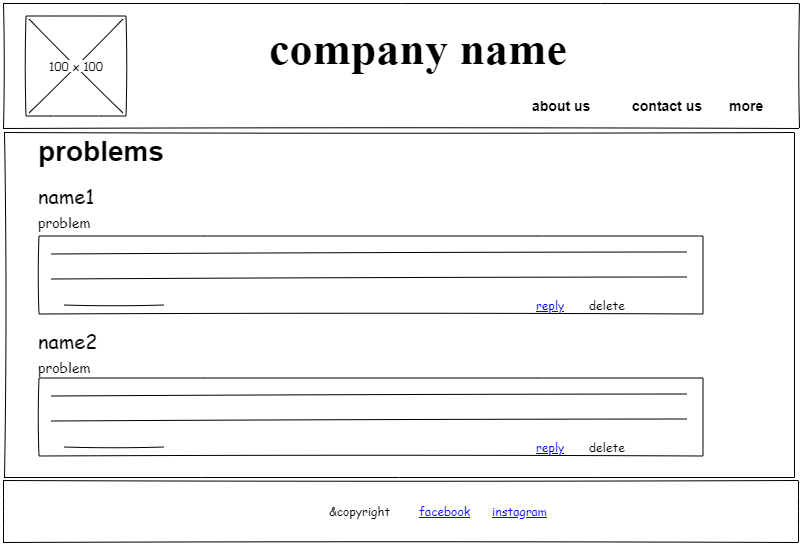 100 × 100
company name
about us contact us more
problems
name1
problem
reply delete
name2
problem
reply delete
&copyright facebook instagram